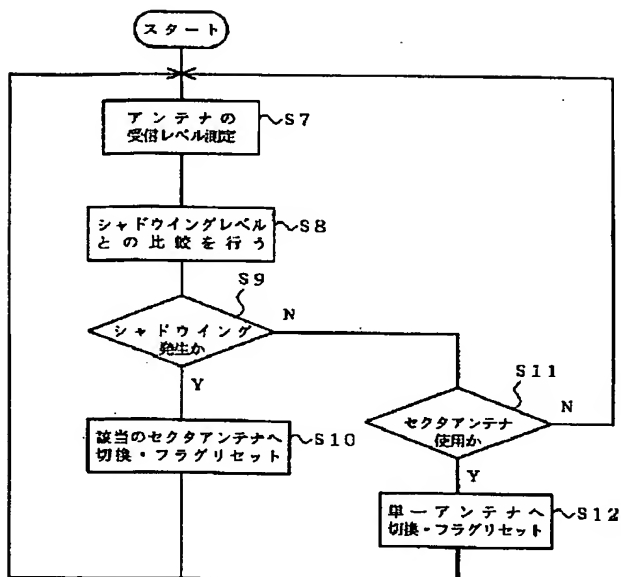 スタート
アンテナの
受信レベル測定
S7
シャドウイングレベル
との比較を行う
S8
S9
シャドウイング
発生か
N
Y
S11
セクタアンテナ
使用か
N
Y
該当のセクタアンテナへ
切換・フラグリセット
S10
単一アンテナへ
切換・フラグリセット
S12